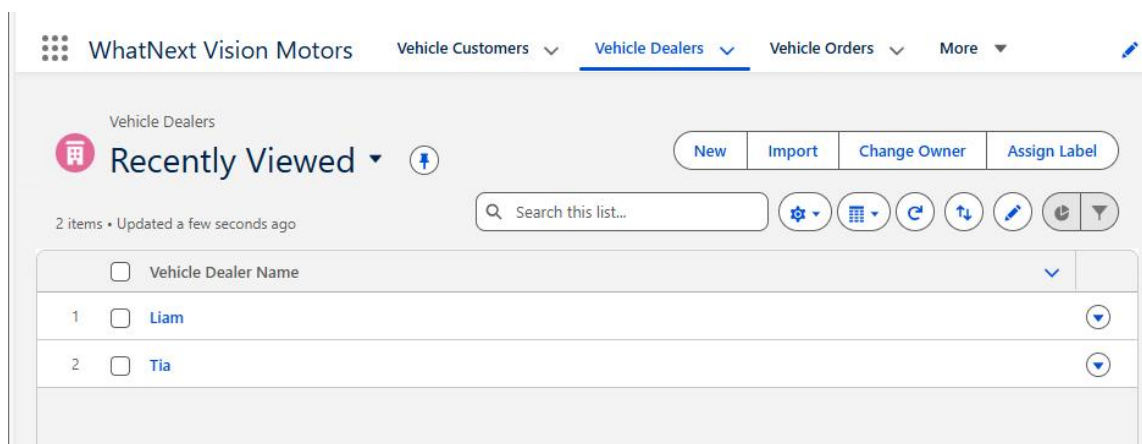 WhatNext Vision Motors Vehicle Customers Vehicle Dealers Vehicle Orders More
Vehicle Dealers
Recently Viewed
New Import Change Owner Assign Label
2 items • Updated a few seconds ago
Search this list...
Vehicle Dealer Name
1 Liam
2 Tia